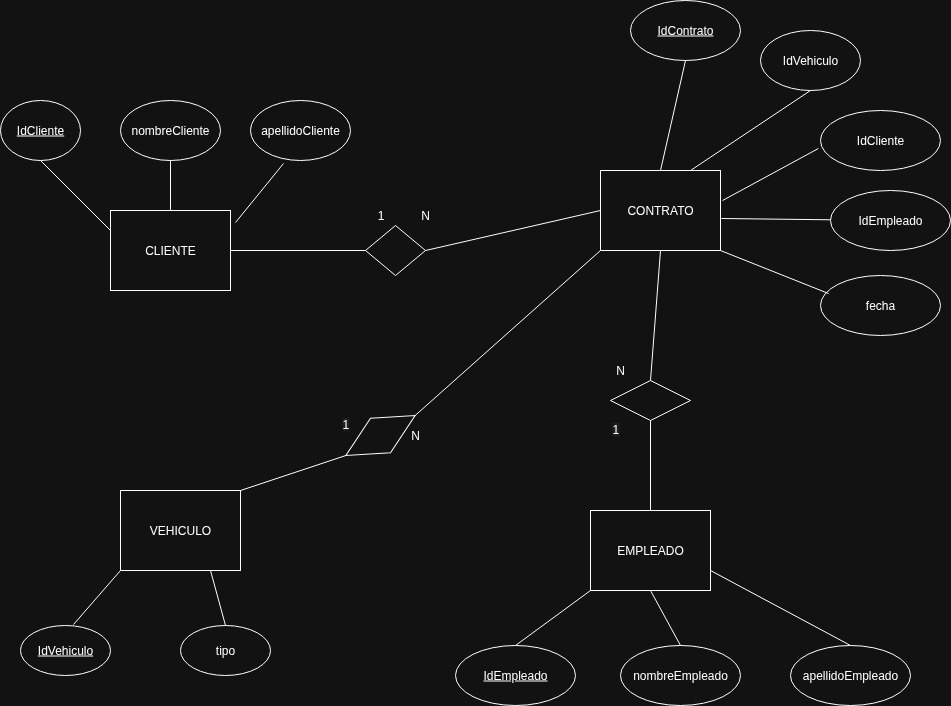 IdContrato
IdVehiculo
IdCliente
nombreCliente
apellidoCliente
IdCliente
CONTRATO
1
N
IdEmpleado
CLIENTE
fecha
N
1
N
1
VEHICULO
EMPLEADO
IdVehiculo
tipo
IdEmpleado
nombreEmpleado
apellidoEmpleado